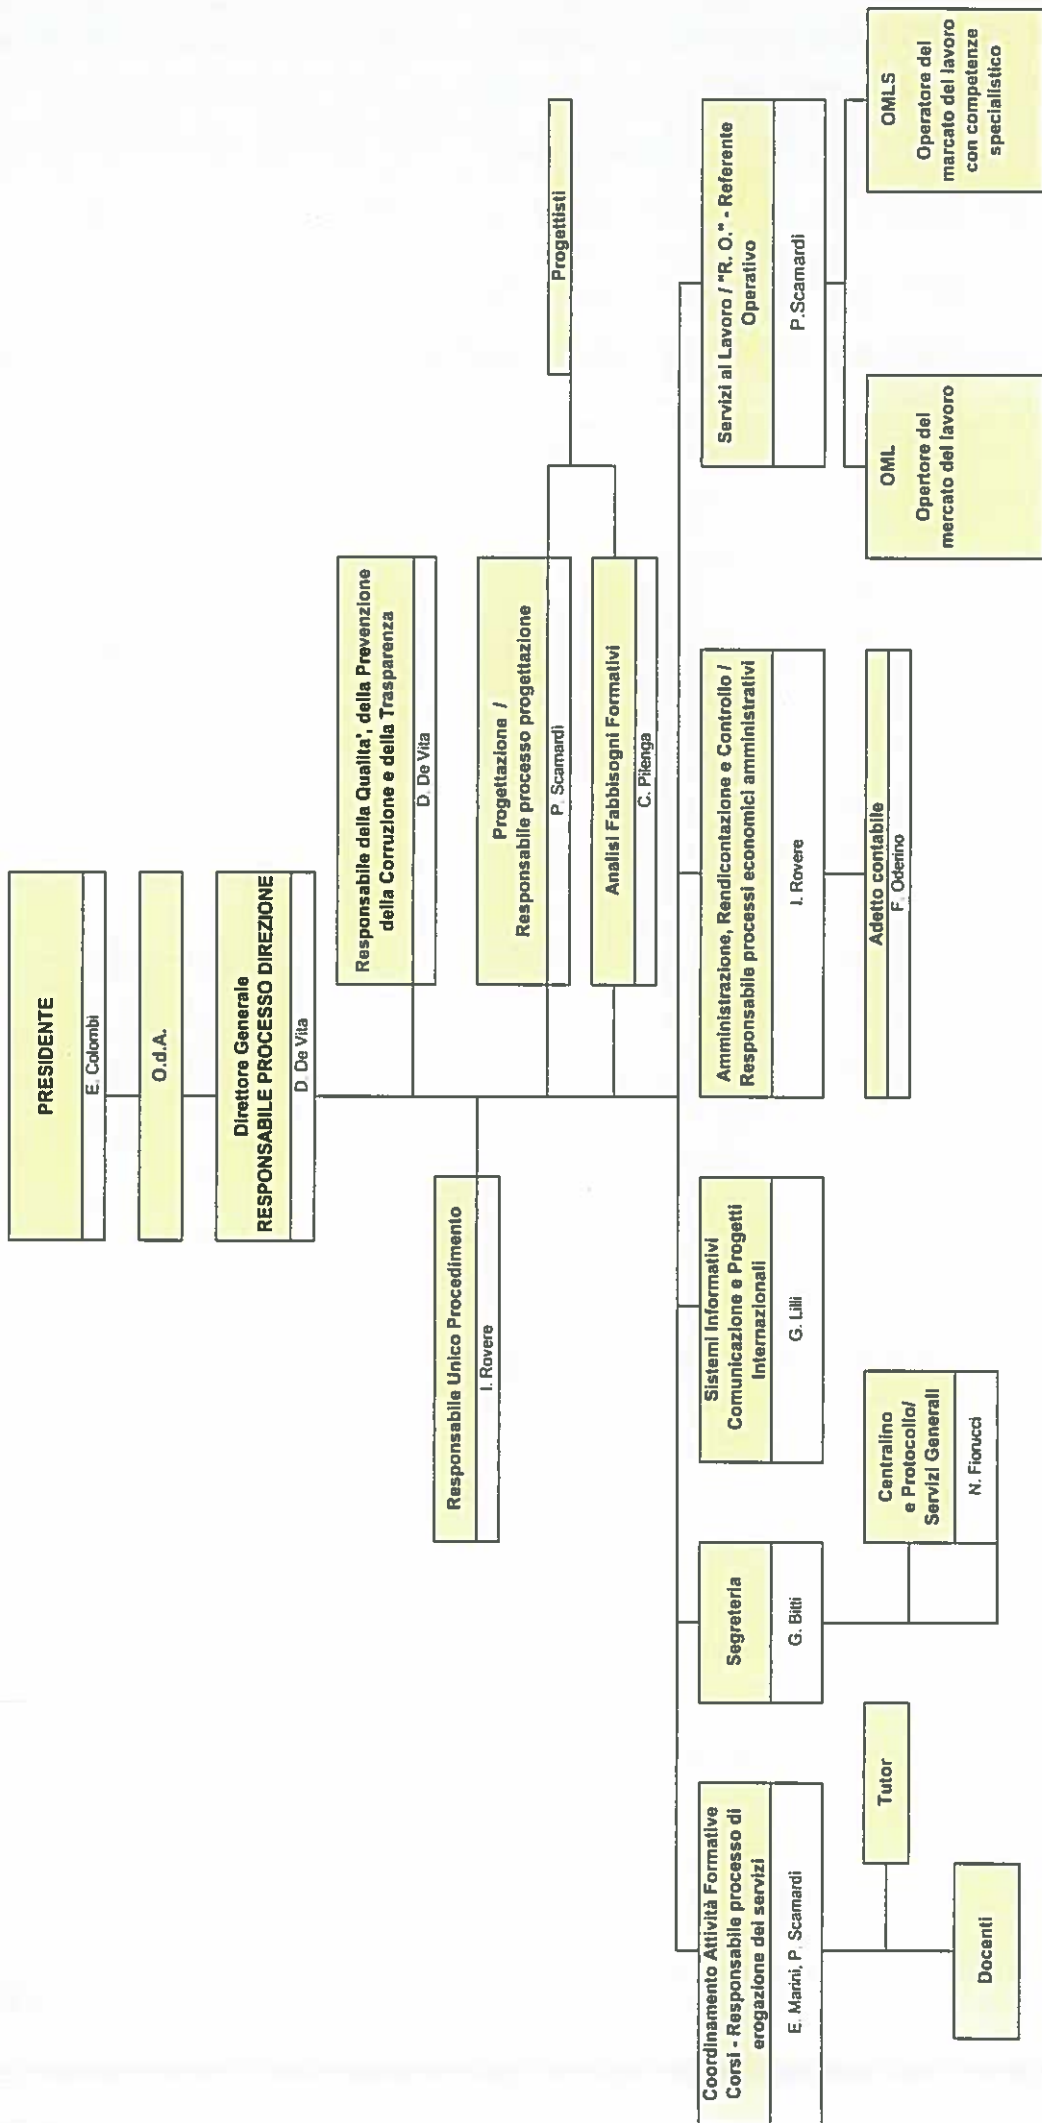 PRESIDENTE
E. Colombi
O.d.A.
Direttore Generale
RESPONSABILE PROCESSO DIREZIONE
D. De Vita
Responsabile della Qualita', della Prevenzione
della Corruzione e della Trasparenza
D. De Vita
Responsabile Unico Procedimento
I. Rovere
Progettazione /
Responsabile processo progettazione
P. Scamardi
Progettisti
Analisi Fabbisogni Formativi
C. Pifenga
Coordinamento Attività Formative
Corsi - Responsabile processo di
erogazione dei servizi
E. Marini, P. Scamardi
Segreteria
G. Bitti
Sistemi Informativi
Comunicazione e Progetti
Internazionali
G. Lilli
Amministrazione, Rendicontazione e Controllo /
Responsabile processi economici amministrativi
I. Rovere
Servizi al Lavoro / "R. O." - Referente
Operativo
P.Scamardi
Tutor
Docenti
Centralino
e Protocollo/
Servizi Generali
N. Fiorucci
Adetto contabile
F. Oderino
OML
Opertore del
mercato del lavoro
OMLS
Operatore del
marcato del lavoro
con competenze
specialistico